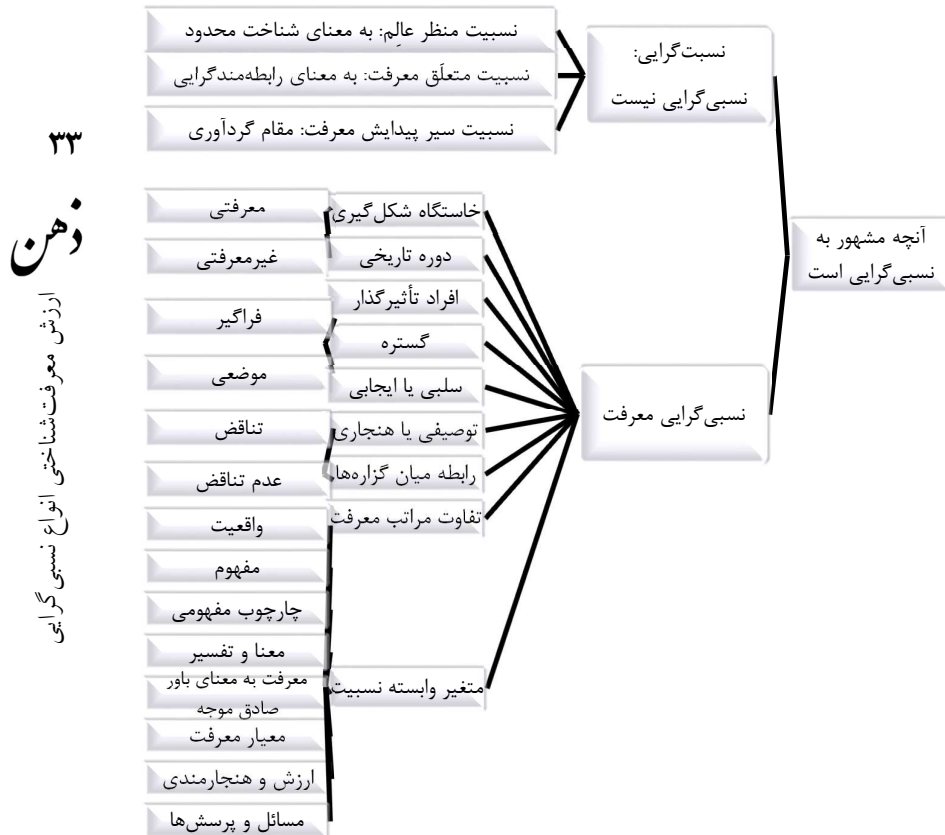 آنچه مشهور به
نسبی‌گرایی است
نسبت‌گرایی:
نسبی‌گرایی نیست
نسبیت منظر عالِم: به معنای شناخت محدود
نسبیت متعلَق معرفت: به معنای رابطه‌مندگرایی
نسبیت سیر پیدایش معرفت: مقام گردآوری
نسبی‌گرایی معرفت
خاستگاه شکل‌گیری
معرفتی
غیرمعرفتی
دوره تاریخی
افراد تأثیرگذار
گستره
فراگیر
موضعی
سلبی یا ایجابی
توصیفی یا هنجاری
رابطه میان گزاره‌ها
تناقض
عدم تناقض
تفاوت مراتب معرفت
متغیر وابسته نسبیت
واقعیت
مفهوم
چارچوب مفهومی
معنا و تفسیر
معرفت به معنای باور
صادق موجه
معیار معرفت
ارزش و هنجارمندی
مسائل و پرسش‌ها
۳۳
ذهن
ارزش معرفت‌شناختی انواع نسبی‌گرایی